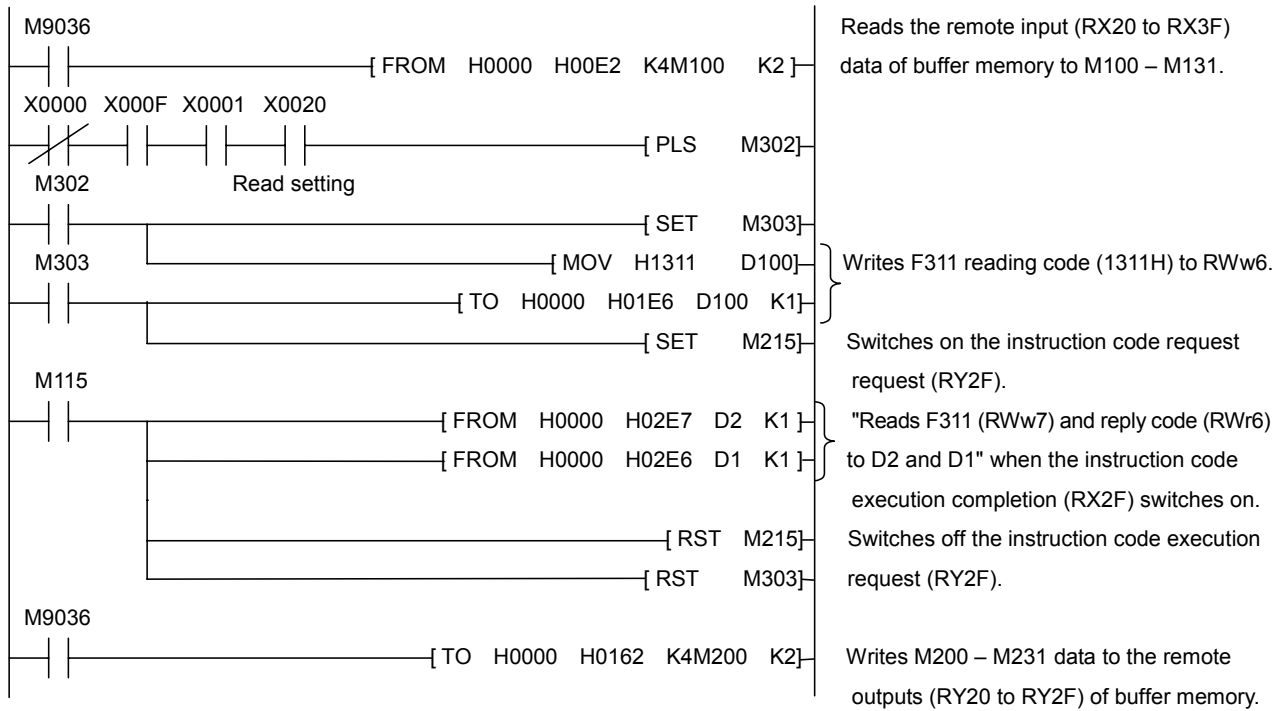 M9036
Reads the remote input (RX20 to RX3F)
[ FROM H0000 H00E2 K4M100 K2 ]
data of buffer memory to M100 – M131.
X0000 X000F X0001 X0020
[ PLS M302]
M302 Read setting
[ SET M303]
M303
[ MOV H1311 D100]
Writes F311 reading code (1311H) to RWw6.
[ TO H0000 H01E6 D100 K1]
[ SET M215]
Switches on the instruction code request
request (RY2F).
M115
[ FROM H0000 H02E7 D2 K1 ]
"Reads F311 (RWw7) and reply code (RWr6)
[ FROM H0000 H02E6 D1 K1 ]
to D2 and D1" when the instruction code
execution completion (RX2F) switches on.
[ RST M215]
Switches off the instruction code execution
[ RST M303]
request (RY2F).
M9036
[ TO H0000 H0162 K4M200 K2]
Writes M200 – M231 data to the remote
outputs (RY20 to RY2F) of buffer memory.